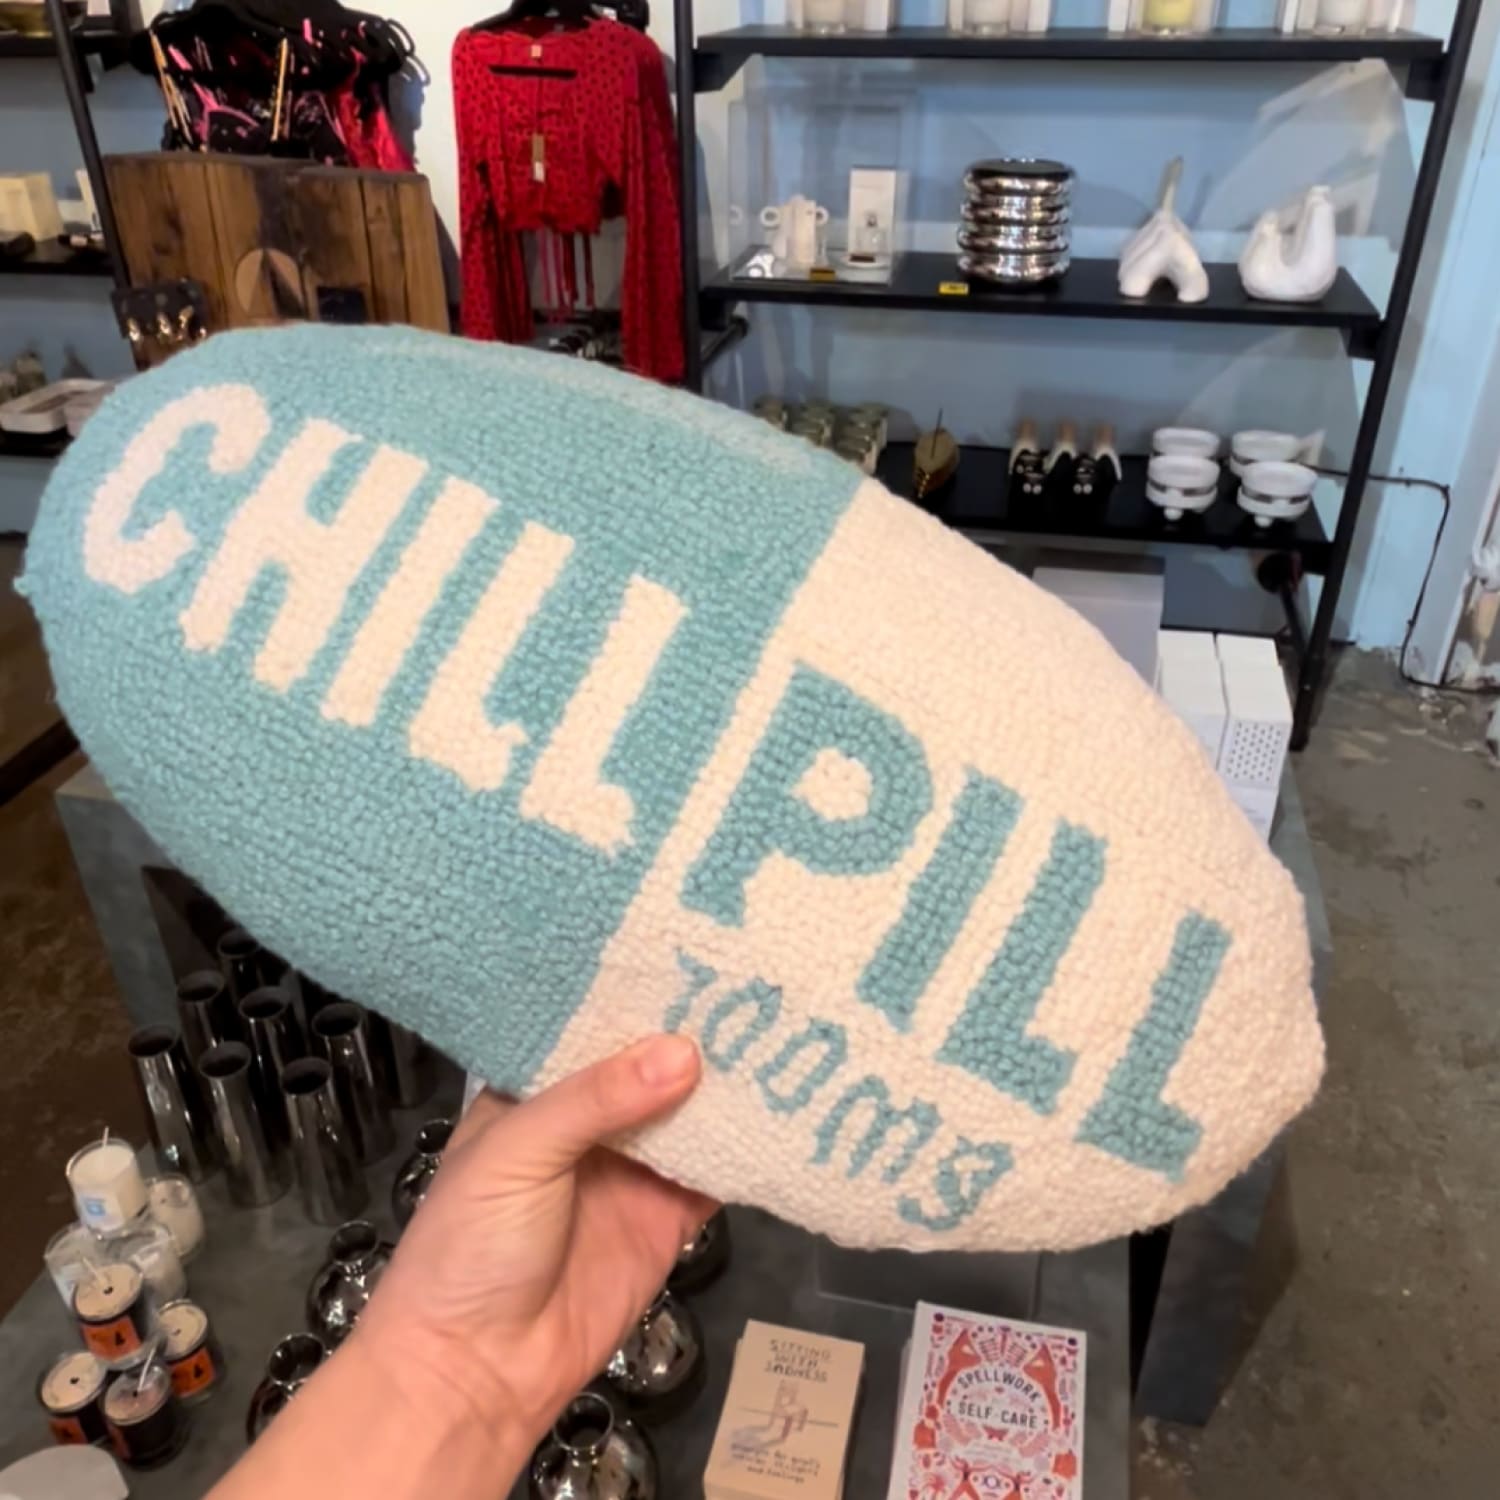 CHILL
PILL
100mg
SITTING
WITH
SADNESS
SPELLWORK
SELF-CARE